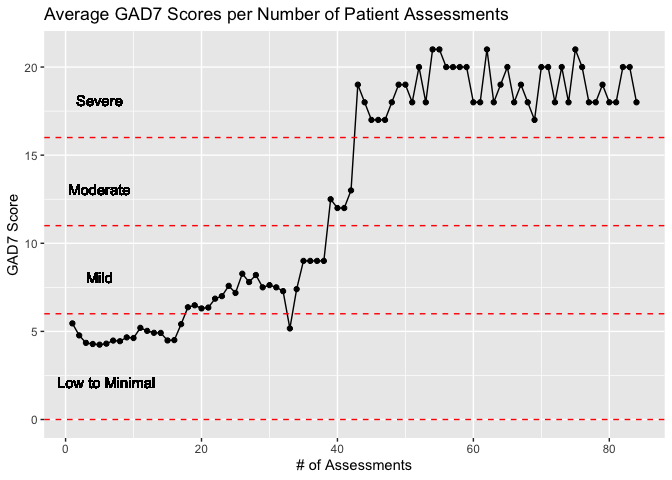 Average GAD7 Scores per Number of Patient Assessments
20
Severe
15
Moderate
10
Mild
5
Low to Minimal
0
GAD7 Score
0 20 40 60 80
# of Assessments